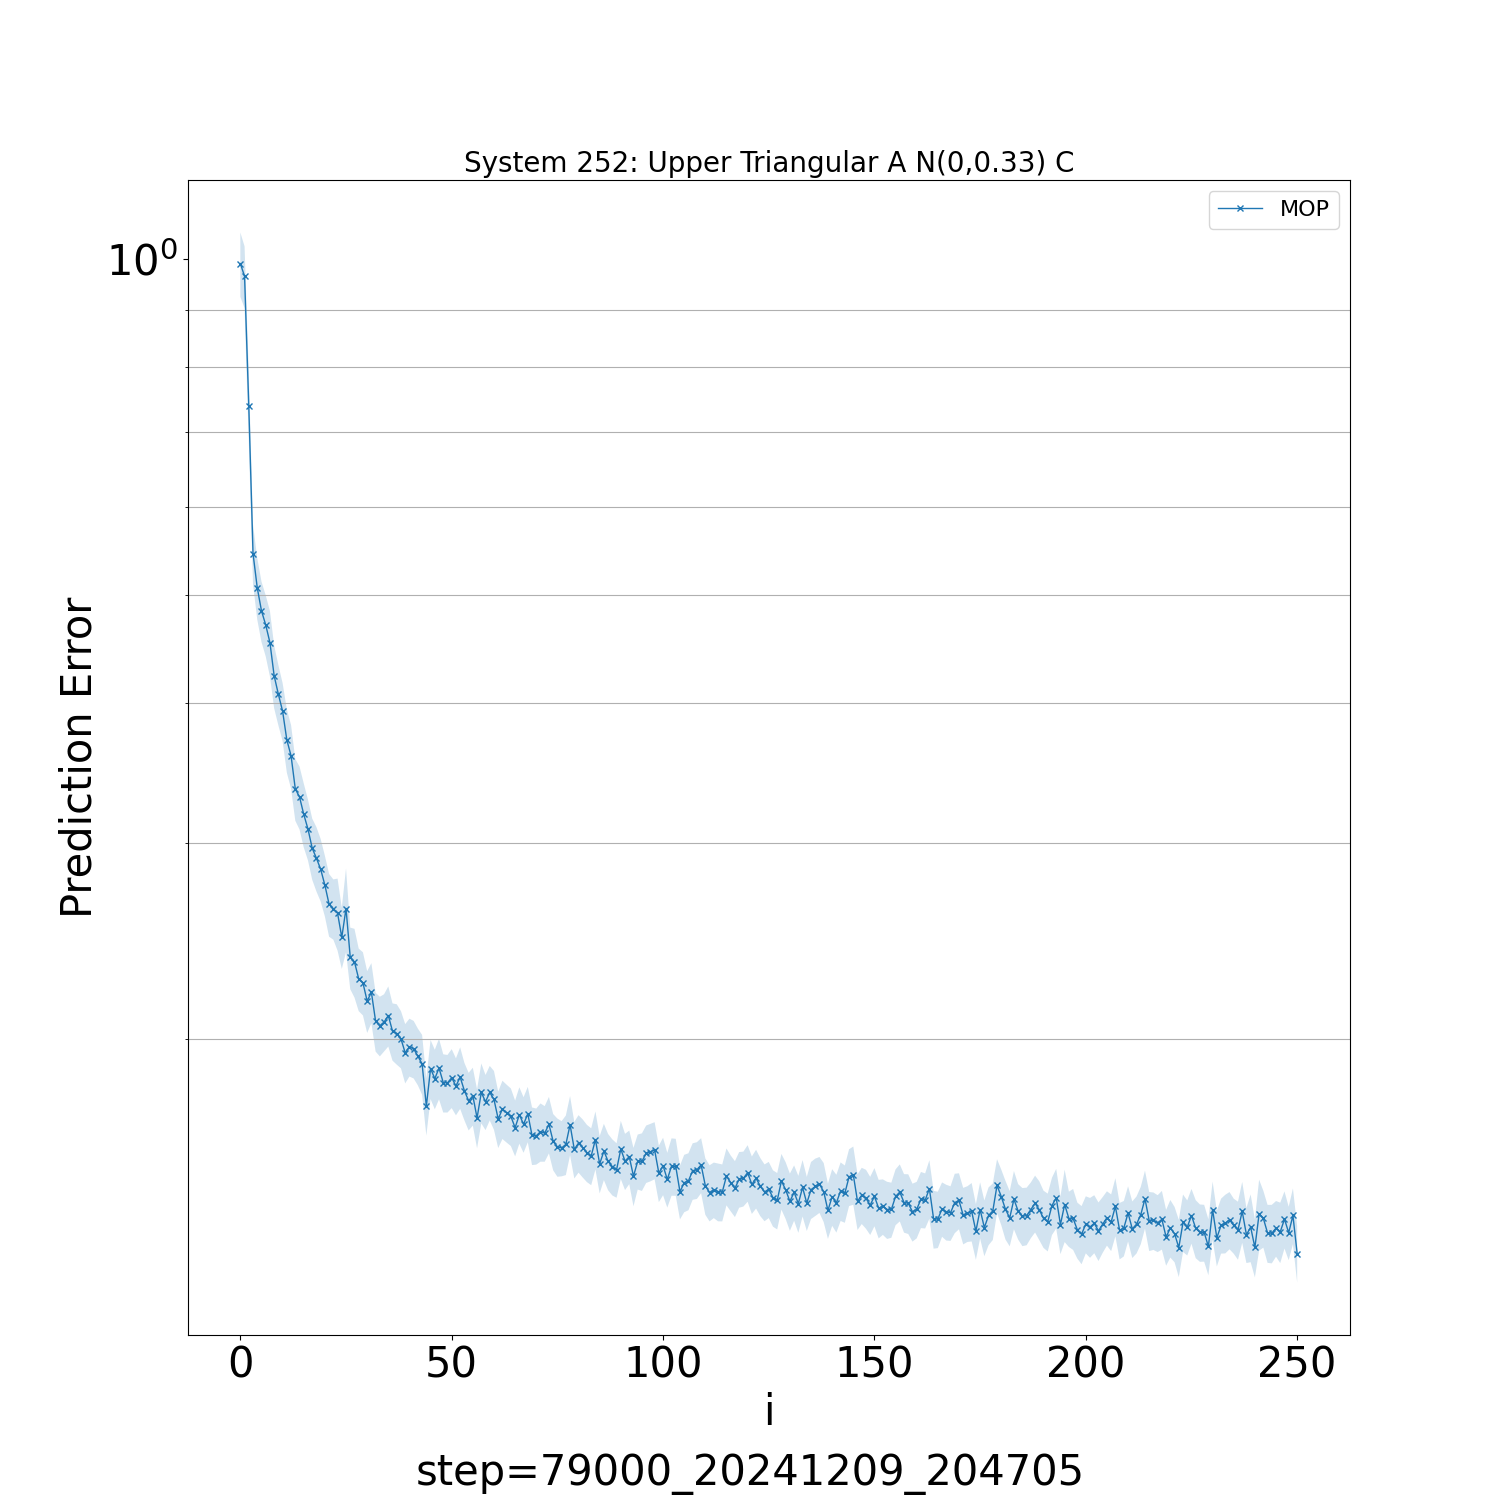 System 252: Upper Triangular A N(0,0.33) C
MOP
10⁰
Prediction Error
0 50 100 150 200 250
i
step=79000_20241209_204705